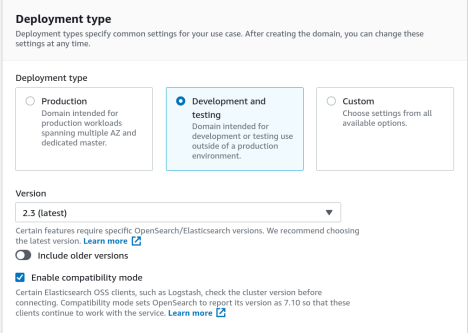 Deployment type
Deployment types specify common settings for your use case. After creating the domain, you can change these
settings at any time.
Deployment type
Production
Domain intended for
production workloads
spanning multiple AZ and
dedicated master.
Development and
testing
Domain intended for
development or testing use
outside of a production
environment.
Custom
Choose settings from all
available options.
Version
2.3 (latest)
Certain features require specific OpenSearch/Elasticsearch versions. We recommend choosing
the latest version. Learn more
Include older versions
Enable compatibility mode
Certain Elasticsearch OSS clients, such as Logstash, check the cluster version before
connecting. Compatibility mode sets OpenSearch to report its version as 7.10 so that these
clients continue to work with the service. Learn more